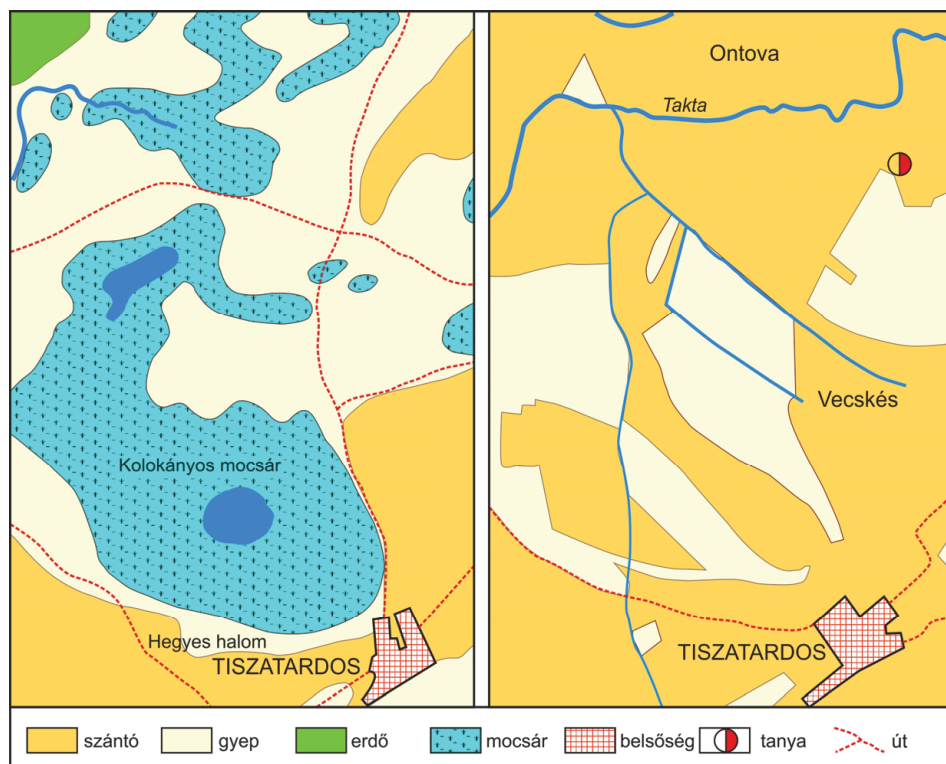 Kolokányos mocsár
Hegyes halom
TISZATARDOS
Ontova
Takta
Vecskés
TISZATARDOS
szántó
gyep
erdő
mocsár
belsőség
tanya
út